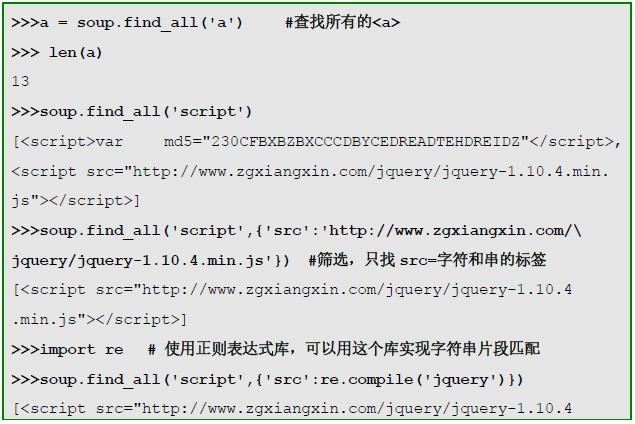 >>>a = soup.find_all('a')    #查找所有的<a>
>>> len(a)
13
>>>soup.find_all('script')
[<script>var    md5="230CFBXBZBXCCCDBYCEDREADTEHDREIDZ"</script>,
<script src="http://www.zgxiangxin.com/jquery/jquery-1.10.4.min.
js"></script>]
>>>soup.find_all('script',{'src':'http://www.zgxiangxin.com/\
jquery/jquery-1.10.4.min.js'})  #筛选，只找 src=字符和串的标签
[<script src="http://www.zgxiangxin.com/jquery/jquery-1.10.4
.min.js"></script>]
>>>import re   # 使用正则表达式库，可以用这个库实现字符串片段匹配
>>>soup.find_all('script',{'src':re.compile('jquery')})
[<script src="http://www.zgxiangxin.com/jquery/jquery-1.10.4